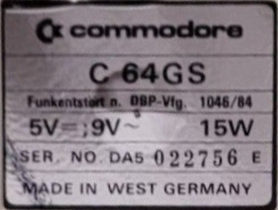 commodore
C 64GS
Funkentstört n. DBP-Vfg. 1046/84
5V⎓;9V~ 15W
SER. NO. DA5 022756 E
MADE IN WEST GERMANY